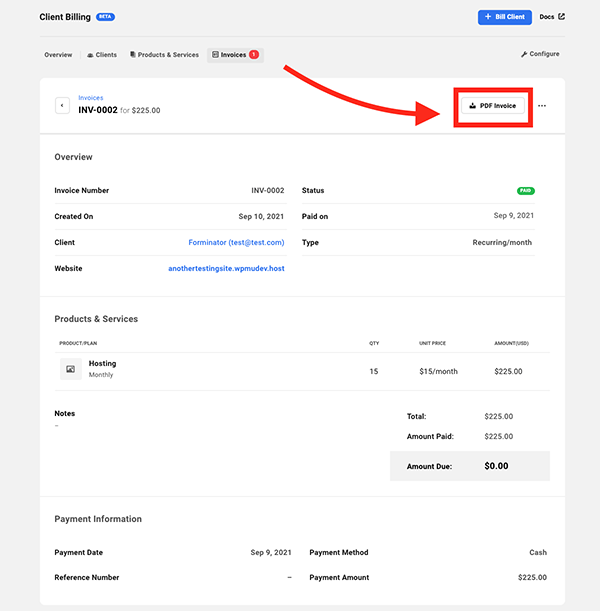 Client Billing BETA
+ Bill Client
Docs
Overview
Clients
Products & Services
Invoices 1
Configure
Invoices
INV-0002 for $225.00
PDF Invoice
...
Overview
Invoice Number INV-0002
Status PAID
Created On Sep 10, 2021
Paid on Sep 9, 2021
Client Forminator (test@test.com)
Type Recurring/month
Website anothertestingsite.wpmudev.host
Products & Services
PRODUCT/PLAN QTY UNIT PRICE AMOUNT(USD)
Hosting
Monthly
15 $15/month $225.00
Notes
–
Total: $225.00
Amount Paid: $225.00
Amount Due: $0.00
Payment Information
Payment Date Sep 9, 2021
Payment Method Cash
Reference Number –
Payment Amount $225.00